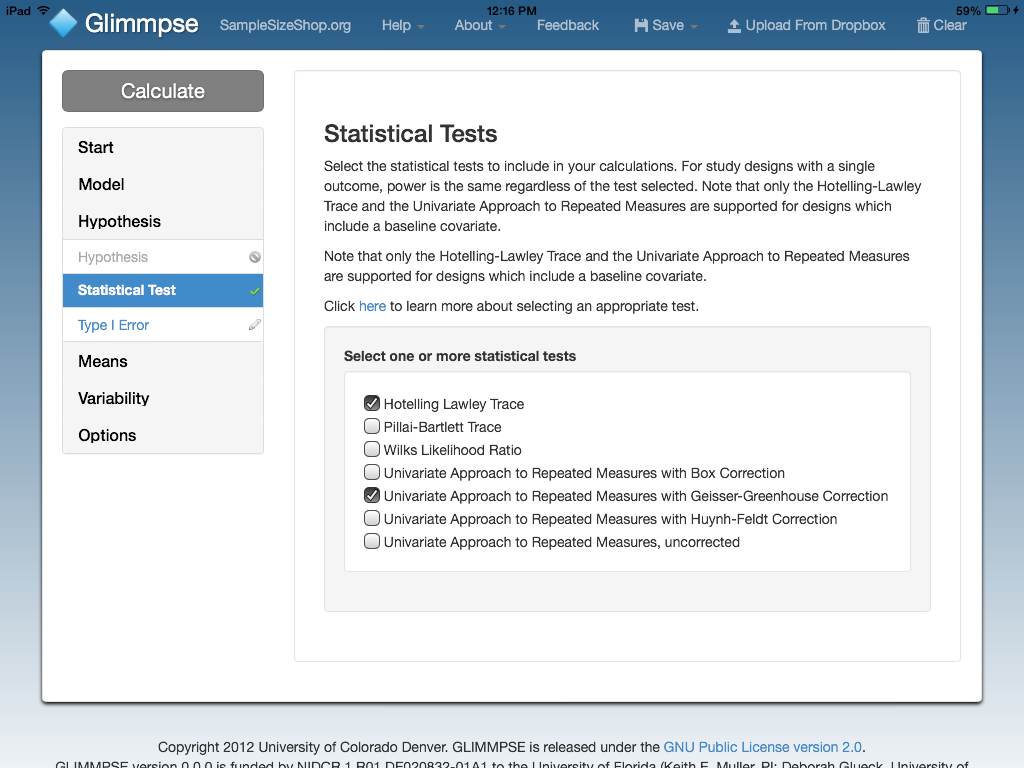 iPad 12:16 PM 59%
Glimmpse SampleSizeShop.org Help About Feedback Save Upload From Dropbox Clear
Calculate
Start
Model
Hypothesis
Hypothesis
Statistical Test
Type I Error
Means
Variability
Options
Statistical Tests
Select the statistical tests to include in your calculations. For study designs with a single
outcome, power is the same regardless of the test selected. Note that only the Hotelling-Lawley
Trace and the Univariate Approach to Repeated Measures are supported for designs which
include a baseline covariate.
Note that only the Hotelling-Lawley Trace and the Univariate Approach to Repeated Measures
are supported for designs which include a baseline covariate.
Click here to learn more about selecting an appropriate test.
Select one or more statistical tests
Hotelling Lawley Trace
Pillai-Bartlett Trace
Wilks Likelihood Ratio
Univariate Approach to Repeated Measures with Box Correction
Univariate Approach to Repeated Measures with Geisser-Greenhouse Correction
Univariate Approach to Repeated Measures with Huynh-Feldt Correction
Univariate Approach to Repeated Measures, uncorrected
Copyright 2012 University of Colorado Denver. GLIMMPSE is released under the GNU Public License version 2.0.
GLIMMPSE version 0.0.0 is funded by NIDCR 1 R01 DE020832-01A1 to the University of Florida (Keith E. Muller, PI; Deborah Glueck, University of